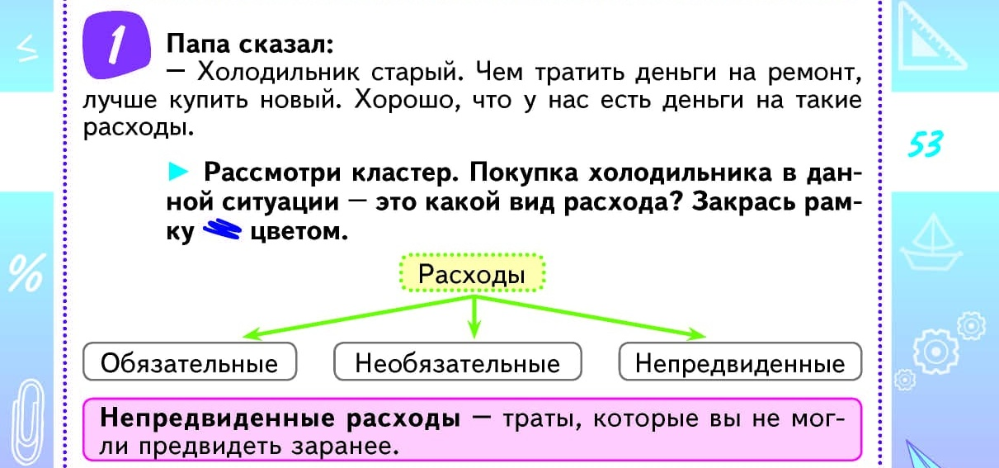 1
Папа сказал:
— Холодильник старый. Чем тратить деньги на ремонт,
лучше купить новый. Хорошо, что у нас есть деньги на такие
расходы.
▶ Рассмотри кластер. Покупка холодильника в дан-
ной ситуации — это какой вид расхода? Закрась рам-
ку цветом.
Расходы
Обязательные Необязательные Непредвиденные
Непредвиденные расходы — траты, которые вы не мог-
ли предвидеть заранее.
≤
%
53